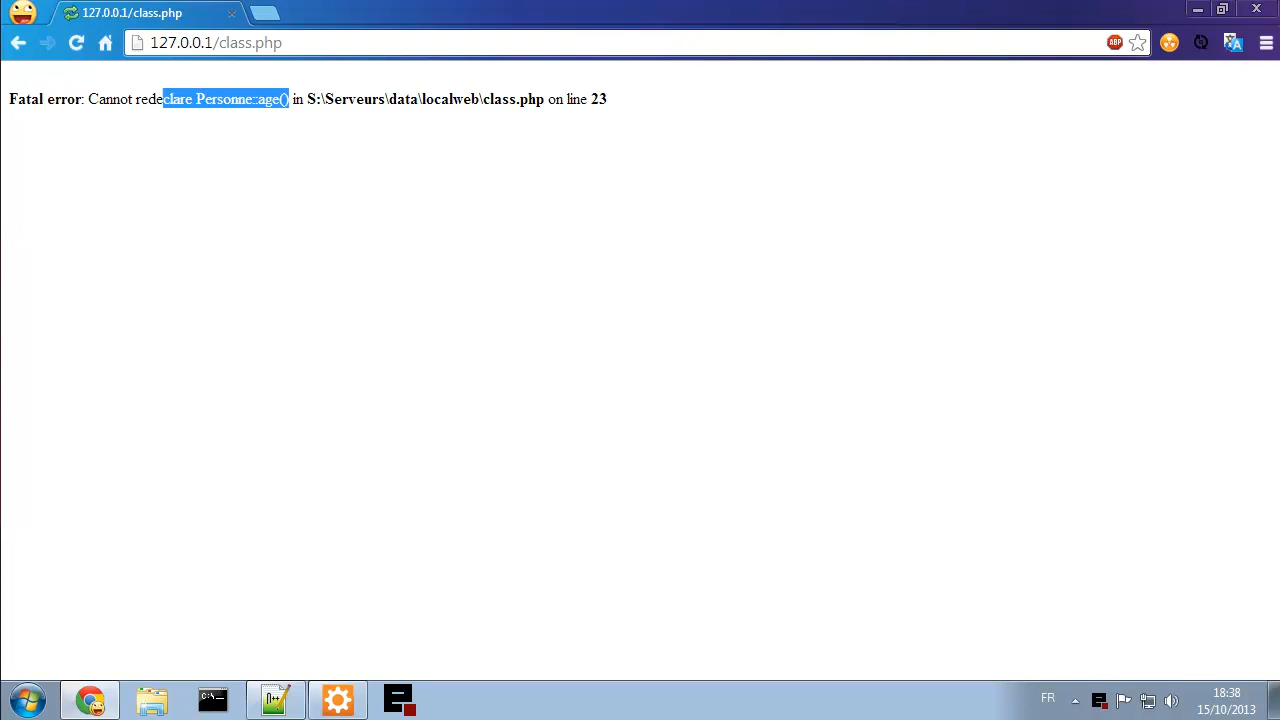 127.0.0.1/class.php
127.0.0.1/class.php
ABP
Fatal error: Cannot redeclare Personne::age() in S:\Serveurs\data\localweb\class.php on line 23
FR
18:38
15/10/2013